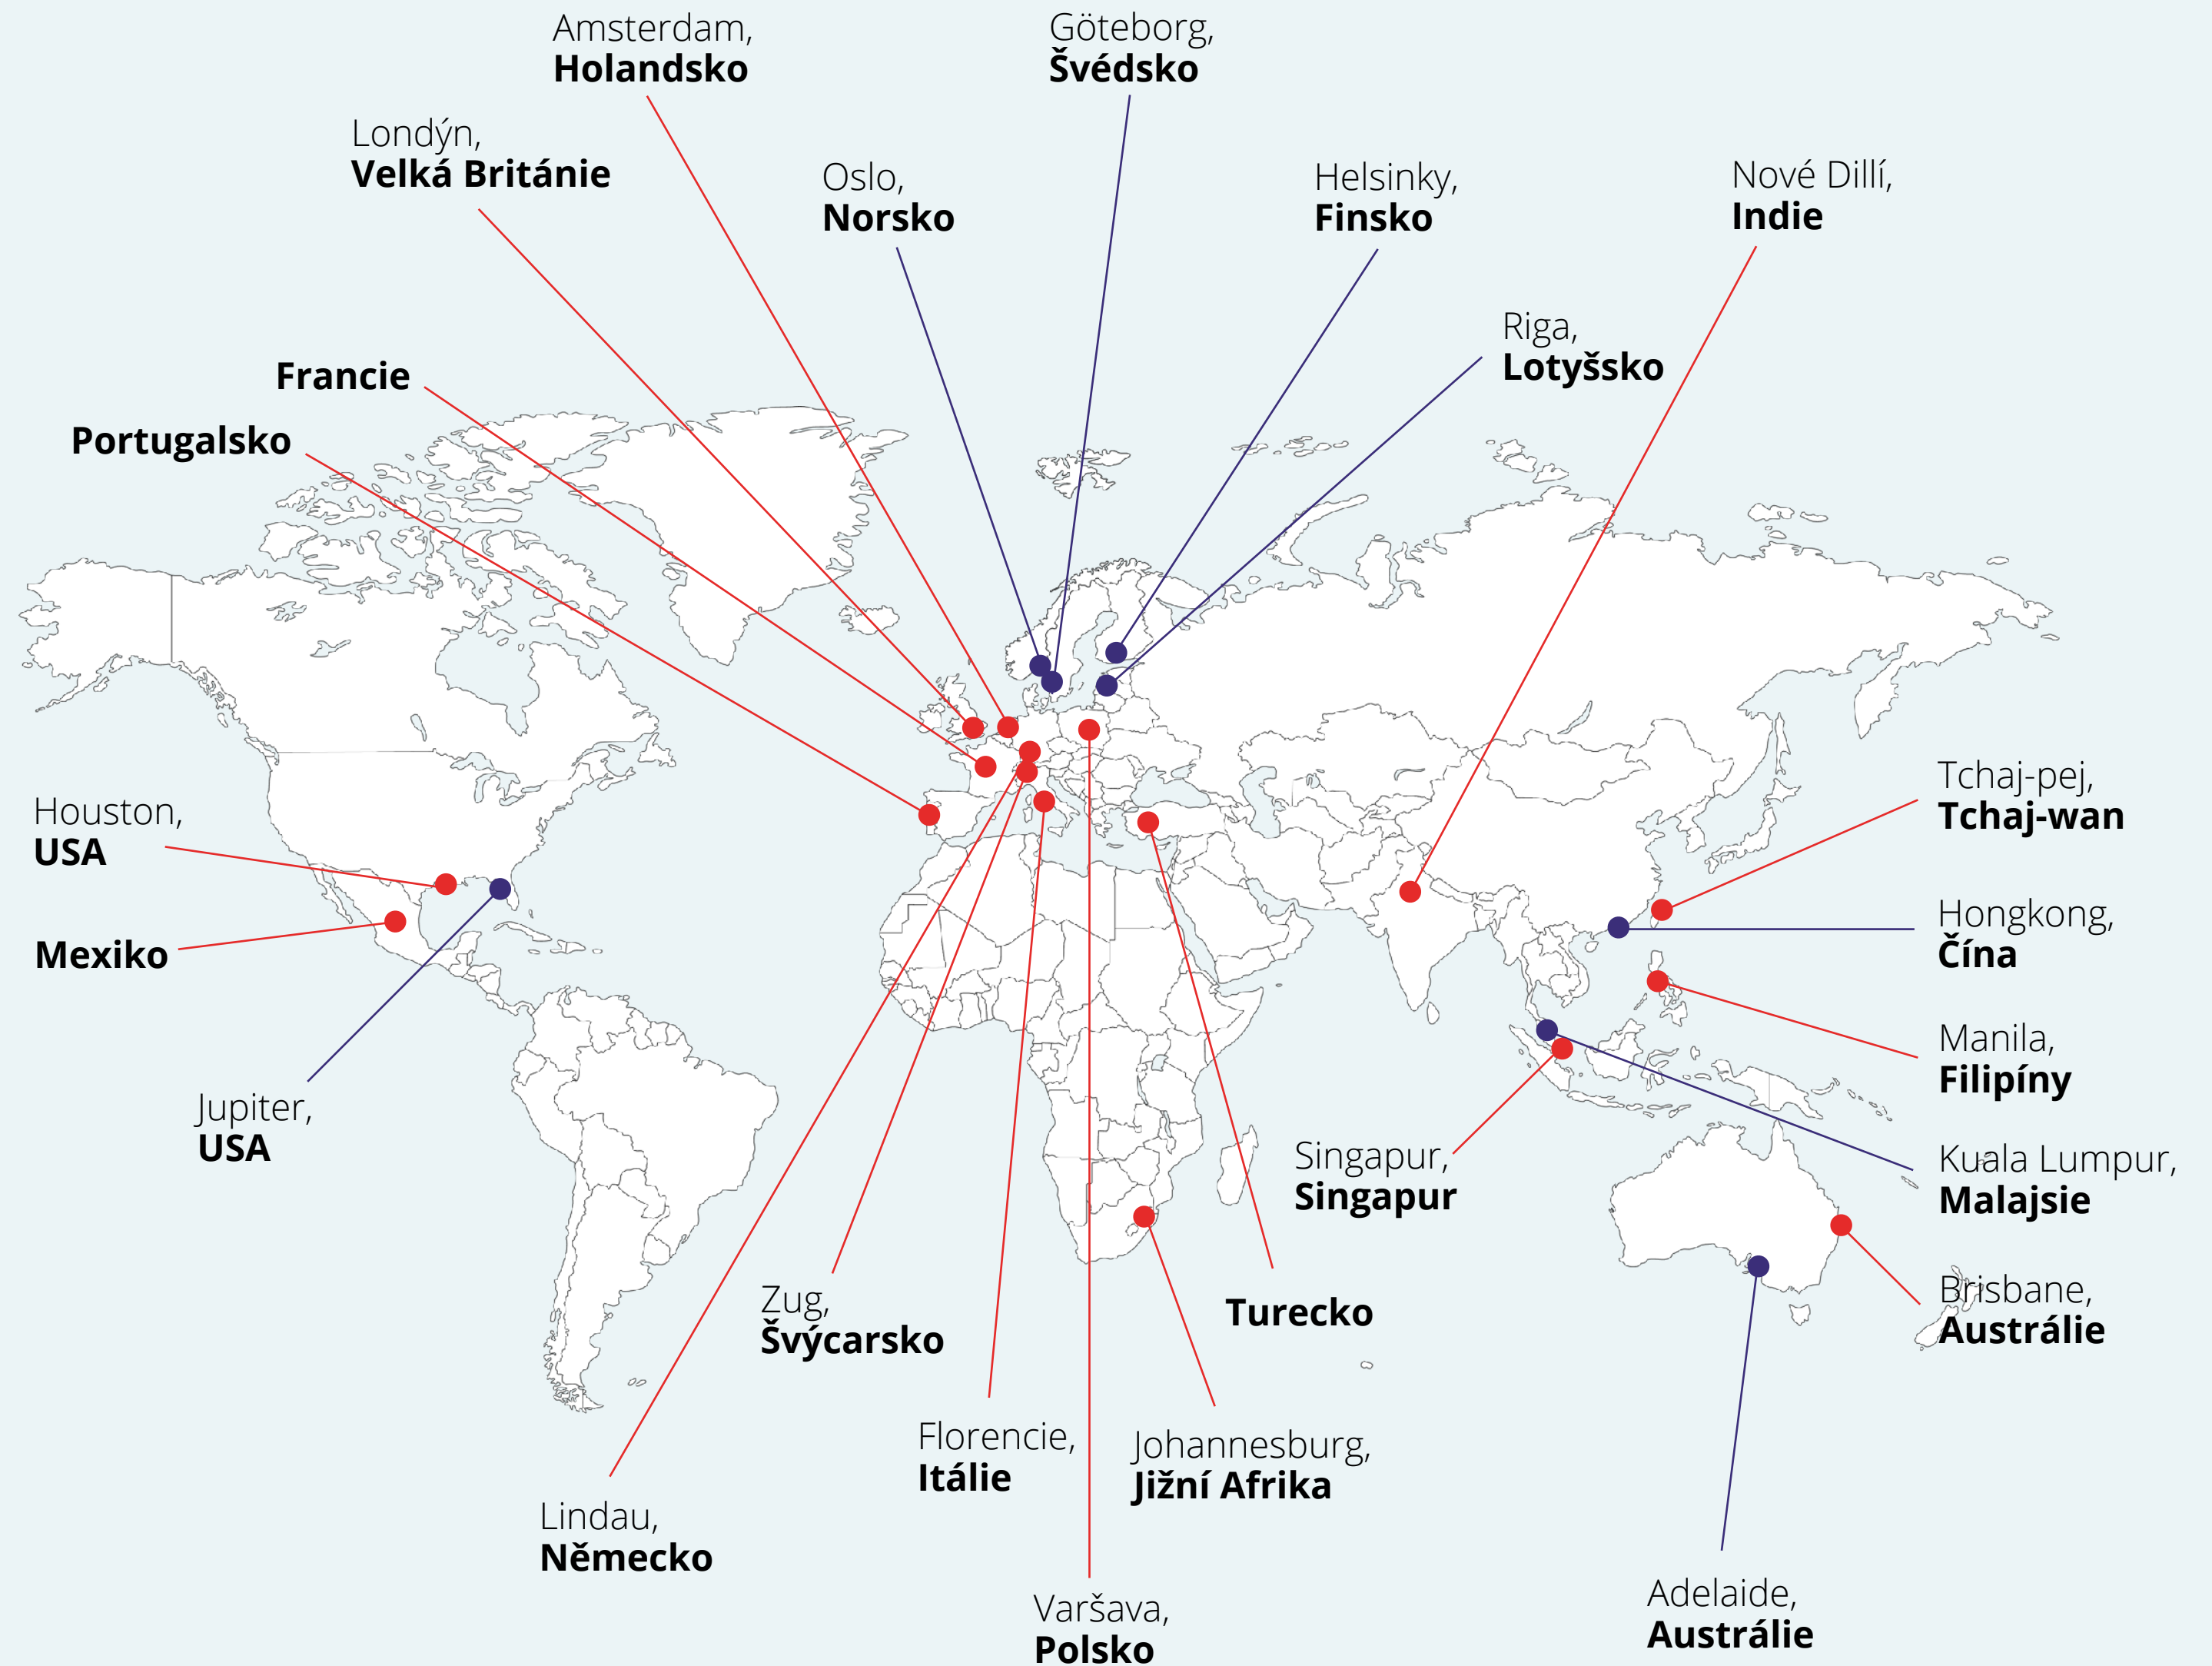 Amsterdam,
Holandsko
Göteborg,
Švédsko
Londýn,
Velká Británie
Oslo,
Norsko
Helsinky,
Finsko
Nové Dillí,
Indie
Riga,
Lotyšsko
Francie
Portugalsko
Houston,
USA
Mexiko
Jupiter,
USA
Tchaj-pej,
Tchaj-wan
Hongkong,
Čína
Manila,
Filipíny
Kuala Lumpur,
Malajsie
Singapur,
Singapur
Brisbane,
Austrálie
Zug,
Švýcarsko
Turecko
Florencie,
Itálie
Johannesburg,
Jižní Afrika
Lindau,
Německo
Varšava,
Polsko
Adelaide,
Austrálie